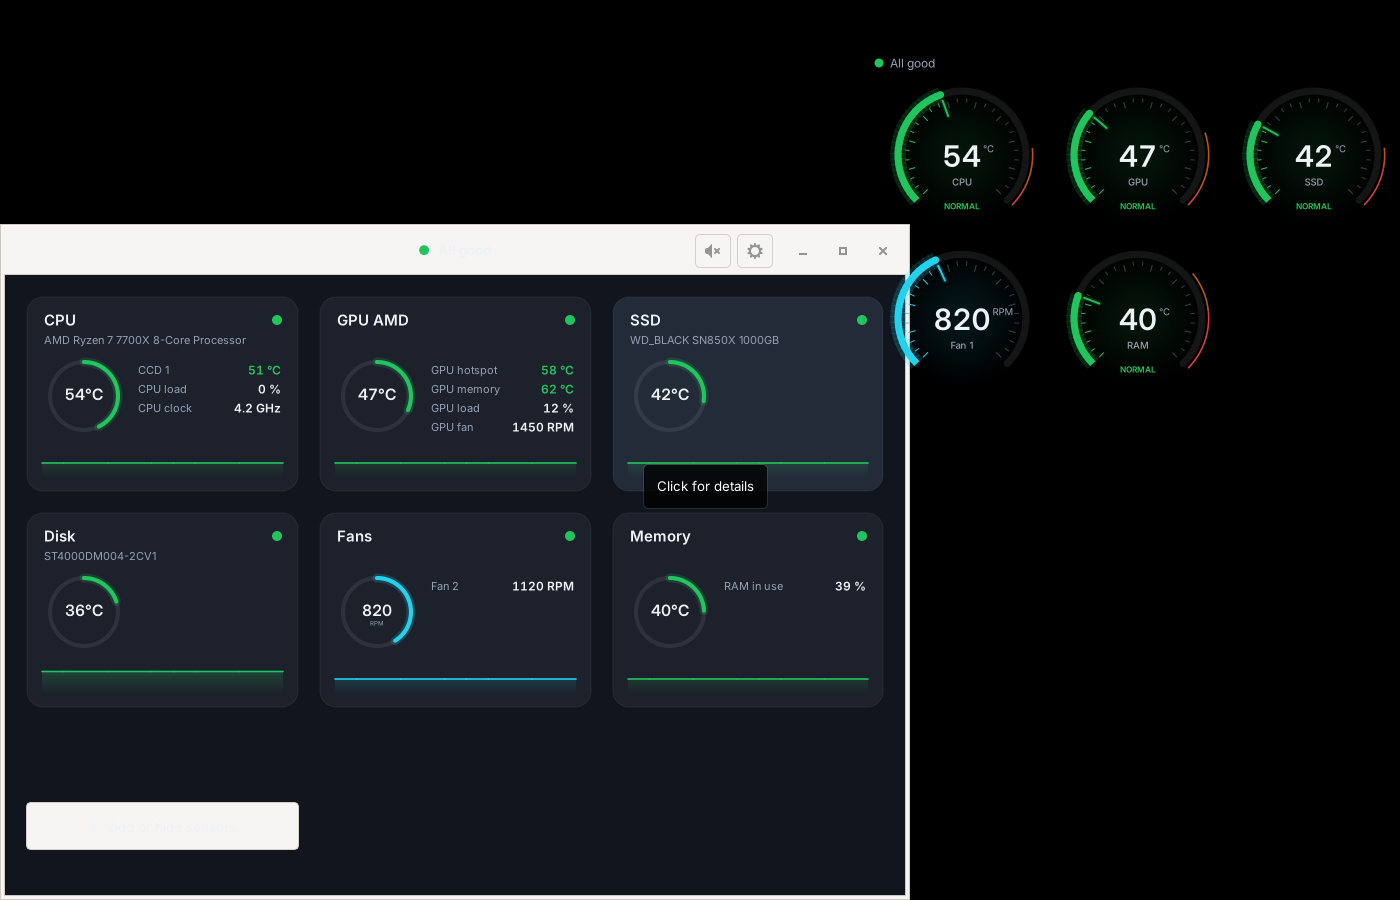 All good
54 °C
CPU
NORMAL
47 °C
GPU
NORMAL
42 °C
SSD
NORMAL
820 RPM
Fan 1
40 °C
RAM
NORMAL
All good
CPU
AMD Ryzen 7 7700X 8-Core Processor
54°C
CCD 1 51 °C
CPU load 0 %
CPU clock 4.2 GHz
GPU AMD
47°C
GPU hotspot 58 °C
GPU memory 62 °C
GPU load 12 %
GPU fan 1450 RPM
SSD
WD_BLACK SN850X 1000GB
42°C
Click for details
Disk
ST4000DM004-2CV1
36°C
Fans
820
RPM
Fan 2 1120 RPM
Memory
40°C
RAM in use 39 %